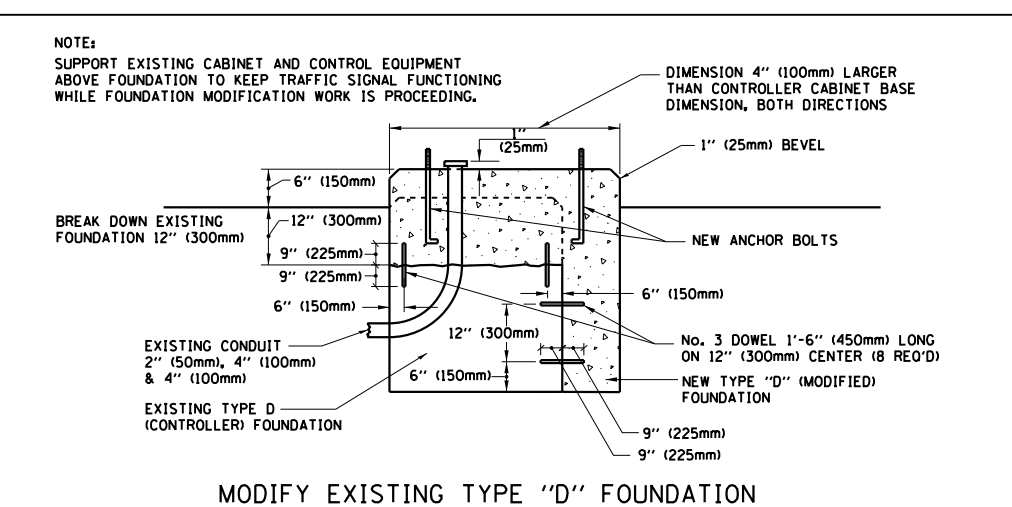 NOTE:
SUPPORT EXISTING CABINET AND CONTROL EQUIPMENT
ABOVE FOUNDATION TO KEEP TRAFFIC SIGNAL FUNCTIONING
WHILE FOUNDATION MODIFICATION WORK IS PROCEEDING.
DIMENSION 4" (100mm) LARGER
THAN CONTROLLER CABINET BASE
DIMENSION, BOTH DIRECTIONS
1"
(25mm)
1" (25mm) BEVEL
6" (150mm)
BREAK DOWN EXISTING
FOUNDATION 12" (300mm)
12" (300mm)
NEW ANCHOR BOLTS
9" (225mm)
9" (225mm)
6" (150mm)
6" (150mm)
12" (300mm)
6" (150mm)
EXISTING CONDUIT
2" (50mm), 4" (100mm)
& 4" (100mm)
No. 3 DOWEL 1'-6" (450mm) LONG
ON 12" (300mm) CENTER (8 REQ'D)
NEW TYPE "D" (MODIFIED)
FOUNDATION
EXISTING TYPE D
(CONTROLLER) FOUNDATION
9" (225mm)
9" (225mm)
MODIFY EXISTING TYPE "D" FOUNDATION